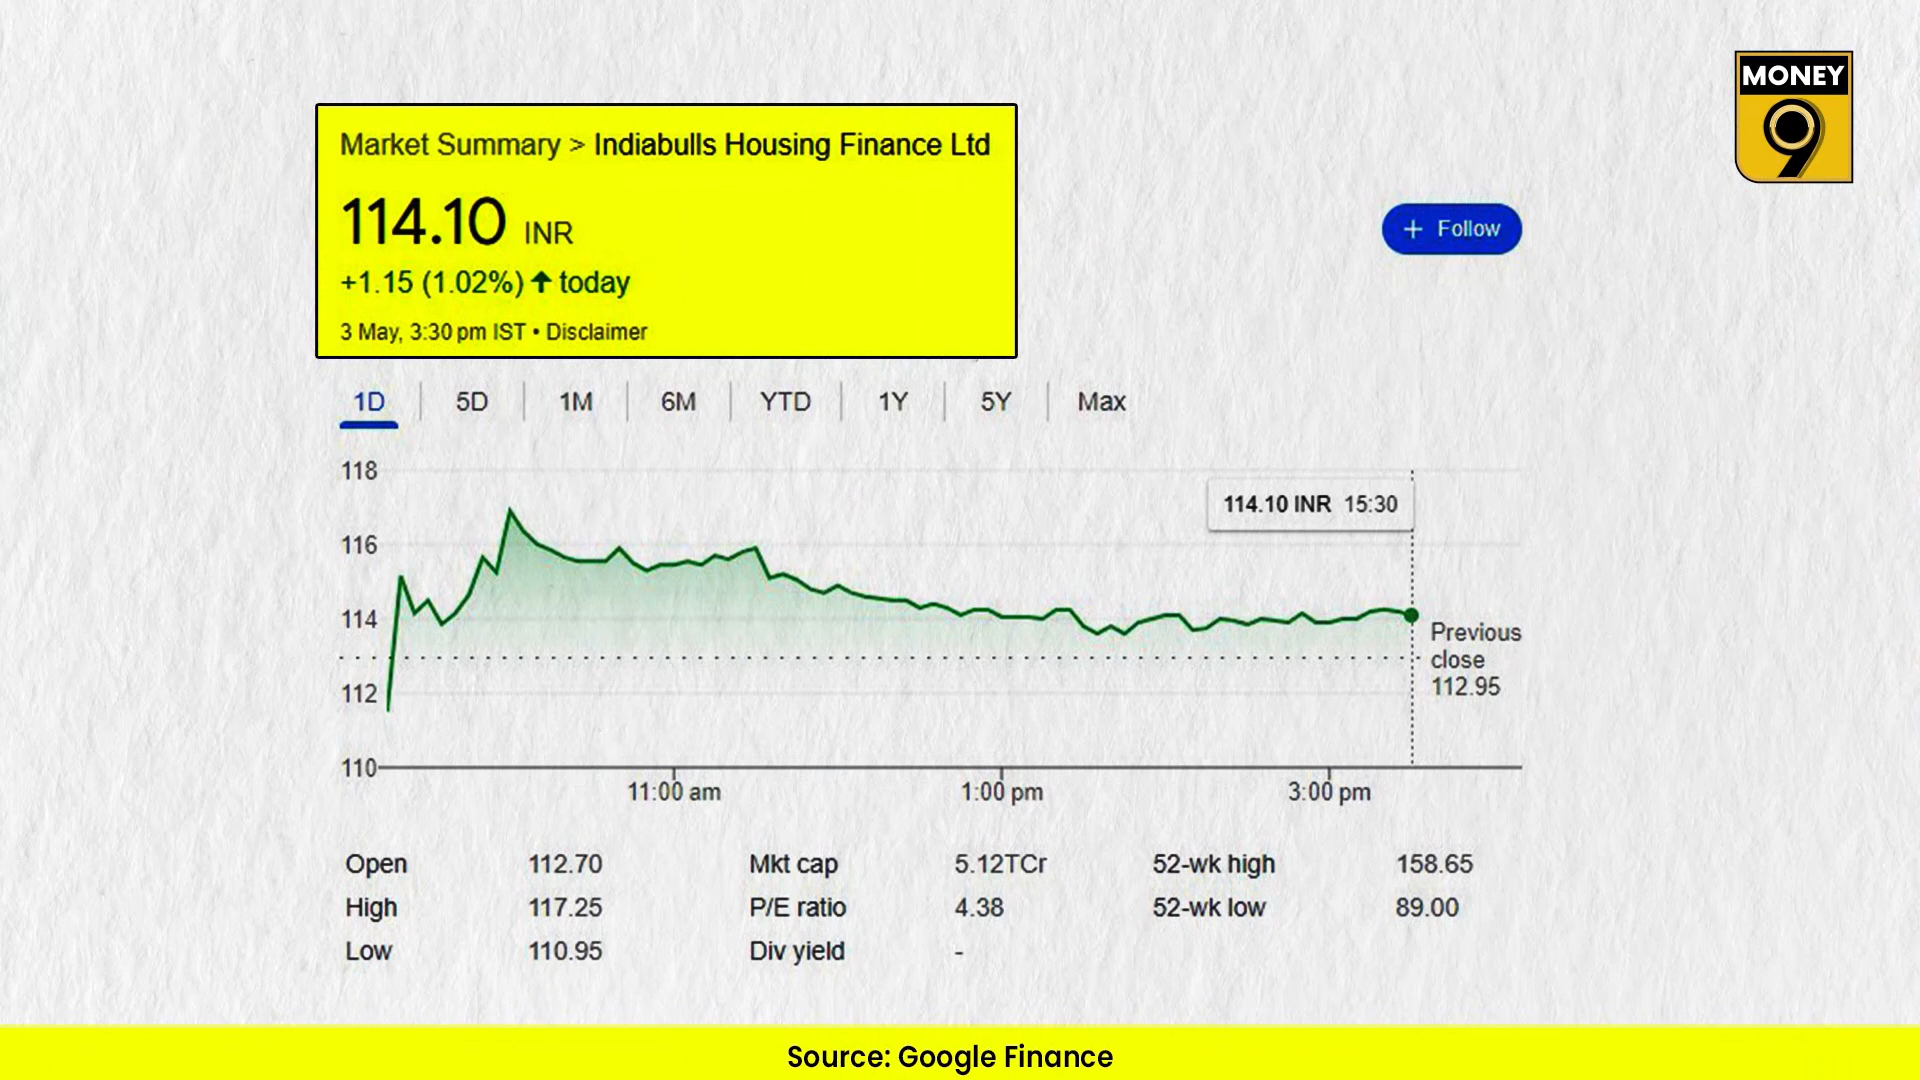 MONEY
9
Market Summary > Indiabulls Housing Finance Ltd
114.10 INR
+ Follow
+1.15 (1.02%) ↑ today
3 May, 3:30 pm IST • Disclaimer
1D 5D 1M 6M YTD 1Y 5Y Max
118
114.10 INR 15:30
116
114
Previous
close
112.95
112
110
11:00 am 1:00 pm 3:00 pm
Open 112.70 Mkt cap 5.12TCr 52-wk high 158.65
High 117.25 P/E ratio 4.38 52-wk low 89.00
Low 110.95 Div yield -
Source: Google Finance